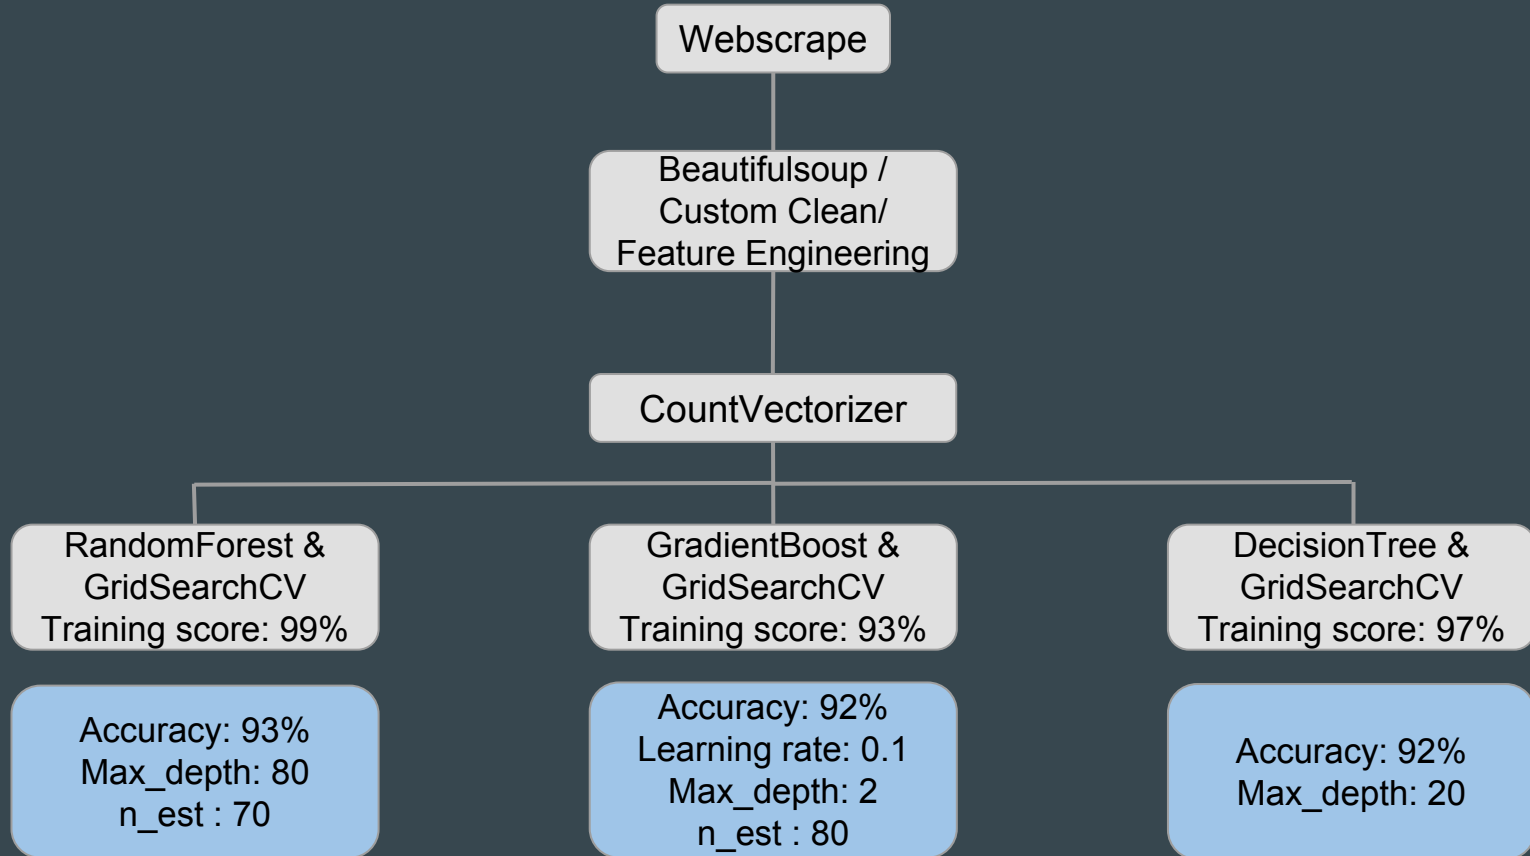 Webscrape
Beautifulsoup /
Custom Clean/
Feature Engineering
CountVectorizer
RandomForest &
GridSearchCV
Training score: 99%
GradientBoost &
GridSearchCV
Training score: 93%
DecisionTree &
GridSearchCV
Training score: 97%
Accuracy: 93%
Max_depth: 80
n_est : 70
Accuracy: 92%
Learning rate: 0.1
Max_depth: 2
n_est : 80
Accuracy: 92%
Max_depth: 20